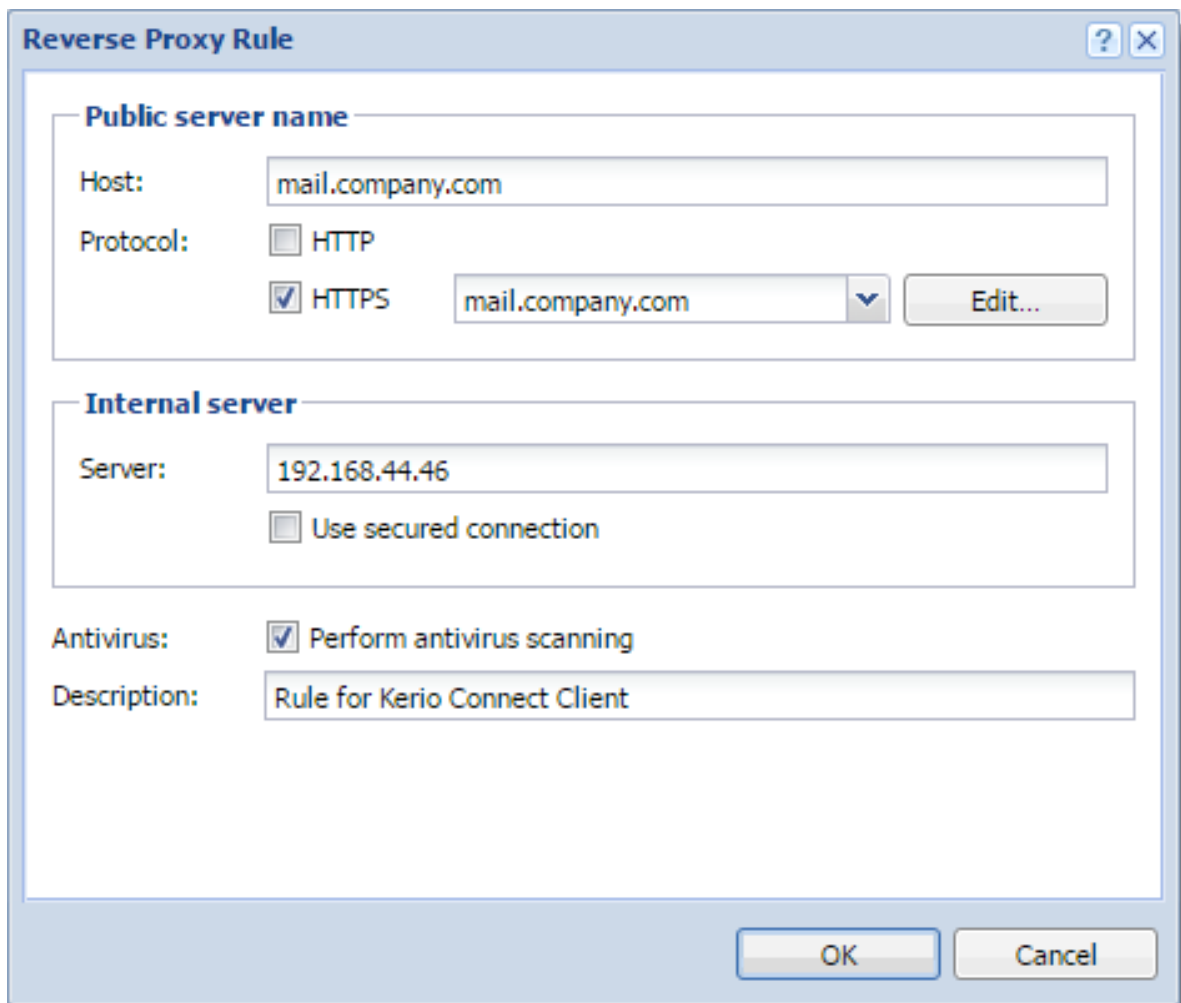 Reverse Proxy Rule ?
Public server name
Host: mail.company.com
Protocol: HTTP
HTTPS mail.company.com Edit...
Internal server
Server: 192.168.44.46
Use secured connection
Antivirus: Perform antivirus scanning
Description: Rule for Kerio Connect Client
OK Cancel